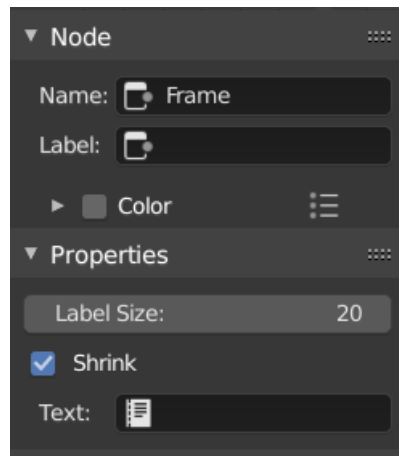 Node
Name: Frame
Label:
Color
Properties
Label Size: 20
Shrink
Text: